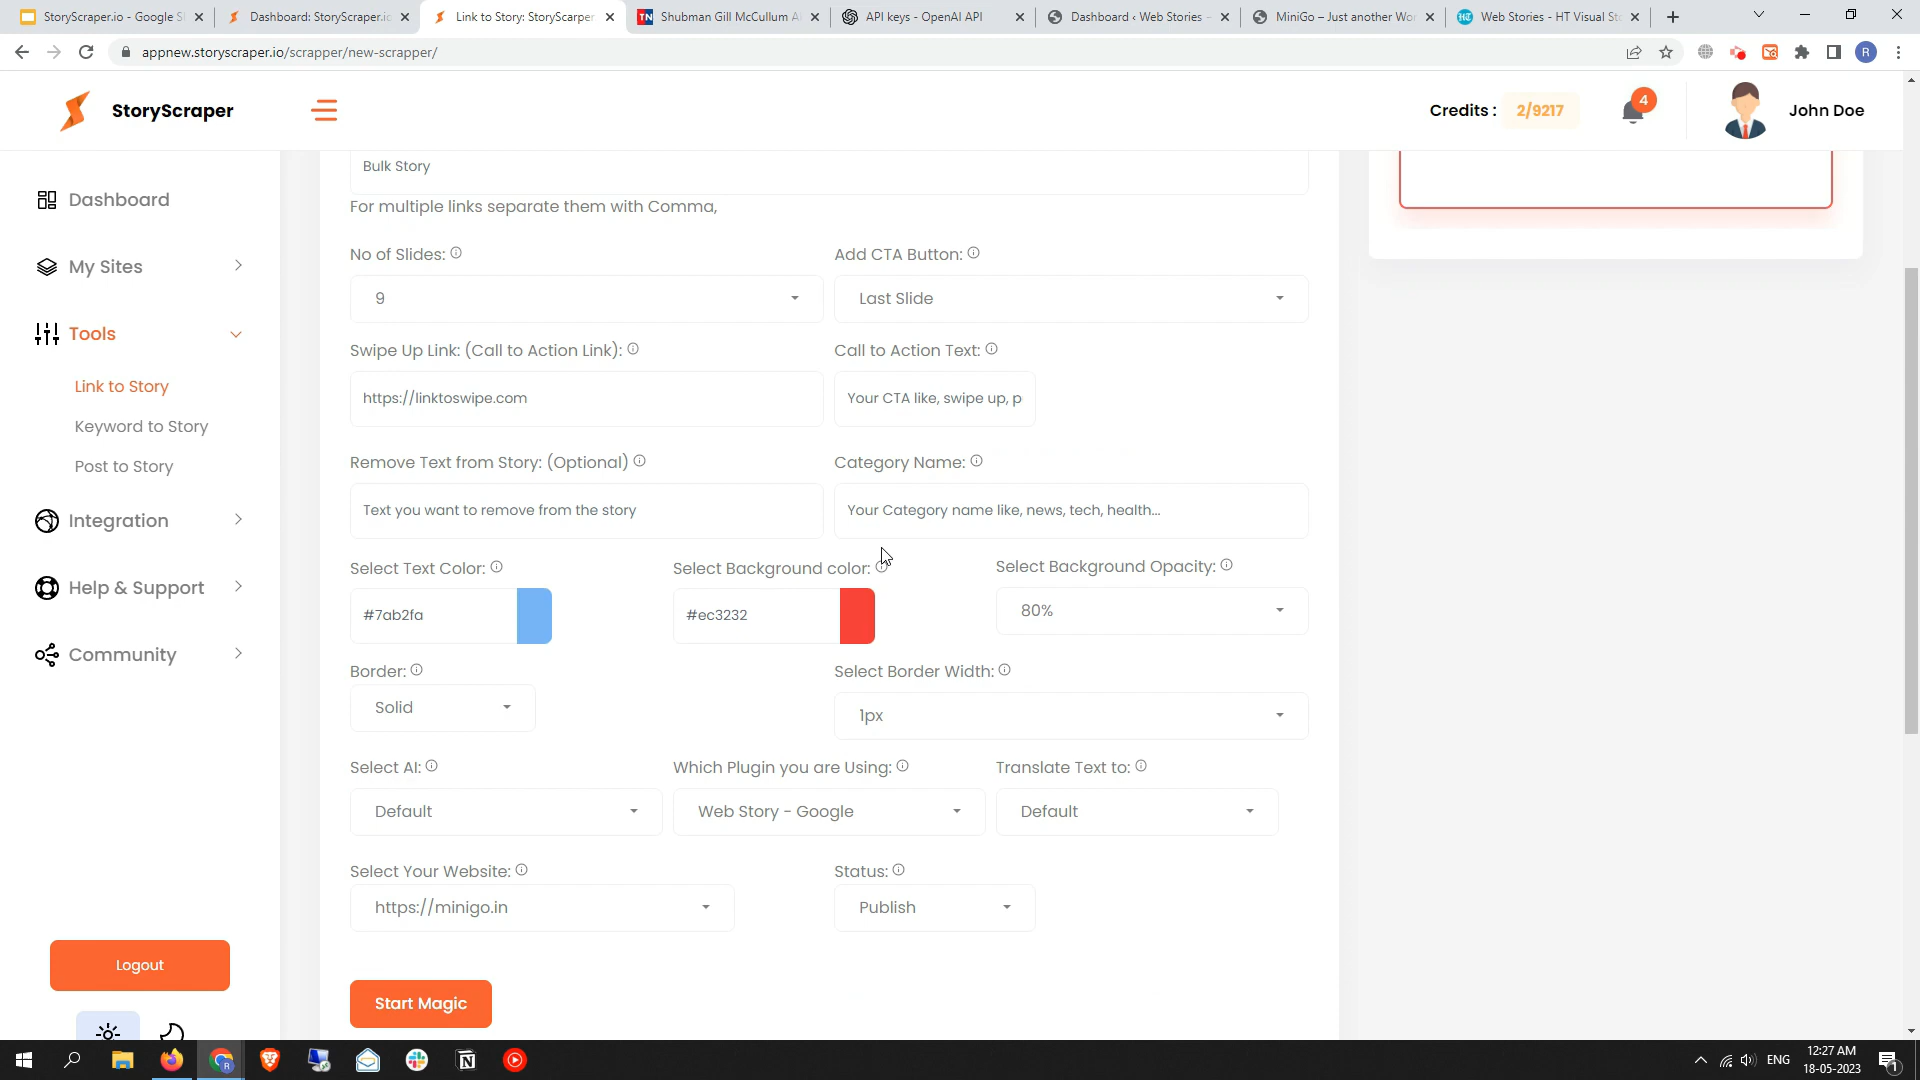 StoryScraper.io - Google Sl
Dashboard: StoryScraper.io
Link to Story: StoryScarper
Shubman Gill McCullum A
API keys - OpenAI API
Dashboard ‹ Web Stories –
MiniGo – Just another Wor
Web Stories - HT Visual Sto
appnew.storyscraper.io/scrapper/new-scrapper/
R
StoryScraper
Credits : 2/9217
4
John Doe
Dashboard
My Sites
Tools
Link to Story
Keyword to Story
Post to Story
Integration
Help & Support
Community
Logout
Bulk Story
For multiple links separate them with Comma,
No of Slides:
Add CTA Button:
9
Last Slide
Swipe Up Link: (Call to Action Link):
Call to Action Text:
https://linktoswipe.com
Your CTA like, swipe up, p
Remove Text from Story: (Optional)
Category Name:
Text you want to remove from the story
Your Category name like, news, tech, health...
Select Text Color:
Select Background color:
Select Background Opacity:
#7ab2fa
#ec3232
80%
Border:
Select Border Width:
Solid
1px
Select AI:
Which Plugin you are Using:
Translate Text to:
Default
Web Story - Google
Default
Select Your Website:
Status:
https://minigo.in
Publish
Start Magic
ENG
12:27 AM
18-05-2023
1